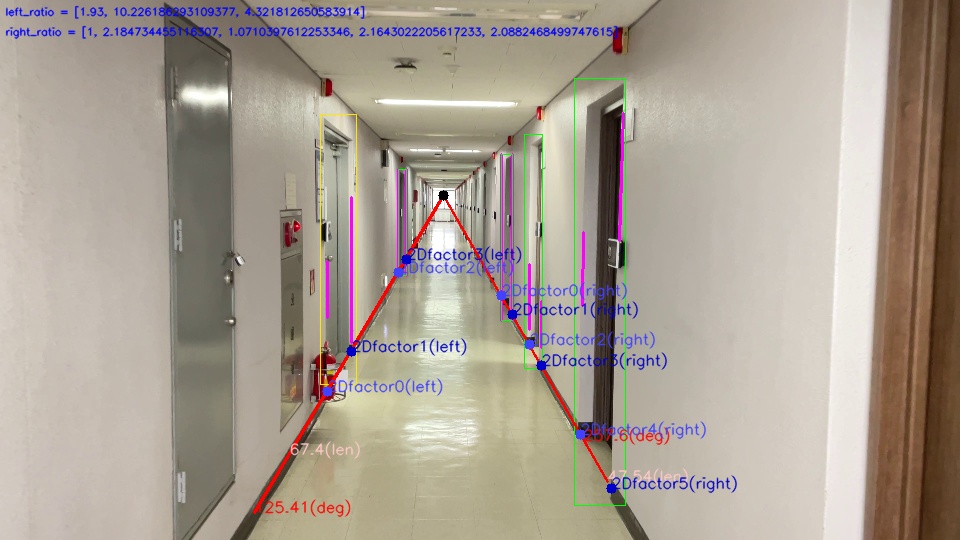 left_ratio = [1.93, 10.226186293109377, 4.321812650583914]
right_ratio = [1, 2.184734455116307, 1.0710397612253346, 2.1643022205617233, 2.0882468499747615]
2Dfactor3(left)
2Dfactor2(left)
2Dfactor0(right)
2Dfactor1(right)
2Dfactor2(right)
2Dfactor1(left)
2Dfactor3(right)
2Dfactor0(left)
2Dfactor4(right)
(deg)
67.4(len)
47.54(len)
2Dfactor5(right)
25.41(deg)